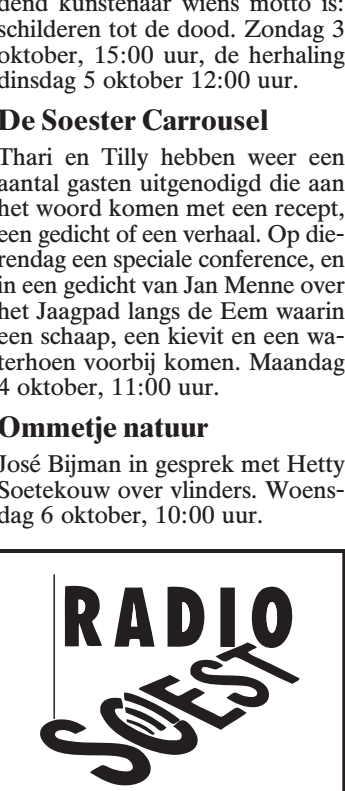 dend kunstenaar wiens motto is:
schilderen tot de dood. Zondag 3
oktober, 15:00 uur, de herhaling
dinsdag 5 oktober 12:00 uur.
De Soester Carrousel
Thari en Tilly hebben weer een
aantal gasten uitgenodigd die aan
het woord komen met een recept,
een gedicht of een verhaal. Op die-
rendag een speciale conference, en
in een gedicht van Jan Menne over
het Jaagpad langs de Eem waarin
een schaap, een kievit en een wa-
terhoen voorbij komen. Maandag
4 oktober, 11:00 uur.
Ommetje natuur
José Bijman in gesprek met Hetty
Soetekouw over vlinders. Woens-
dag 6 oktober, 10:00 uur.
RADIO
SOEST